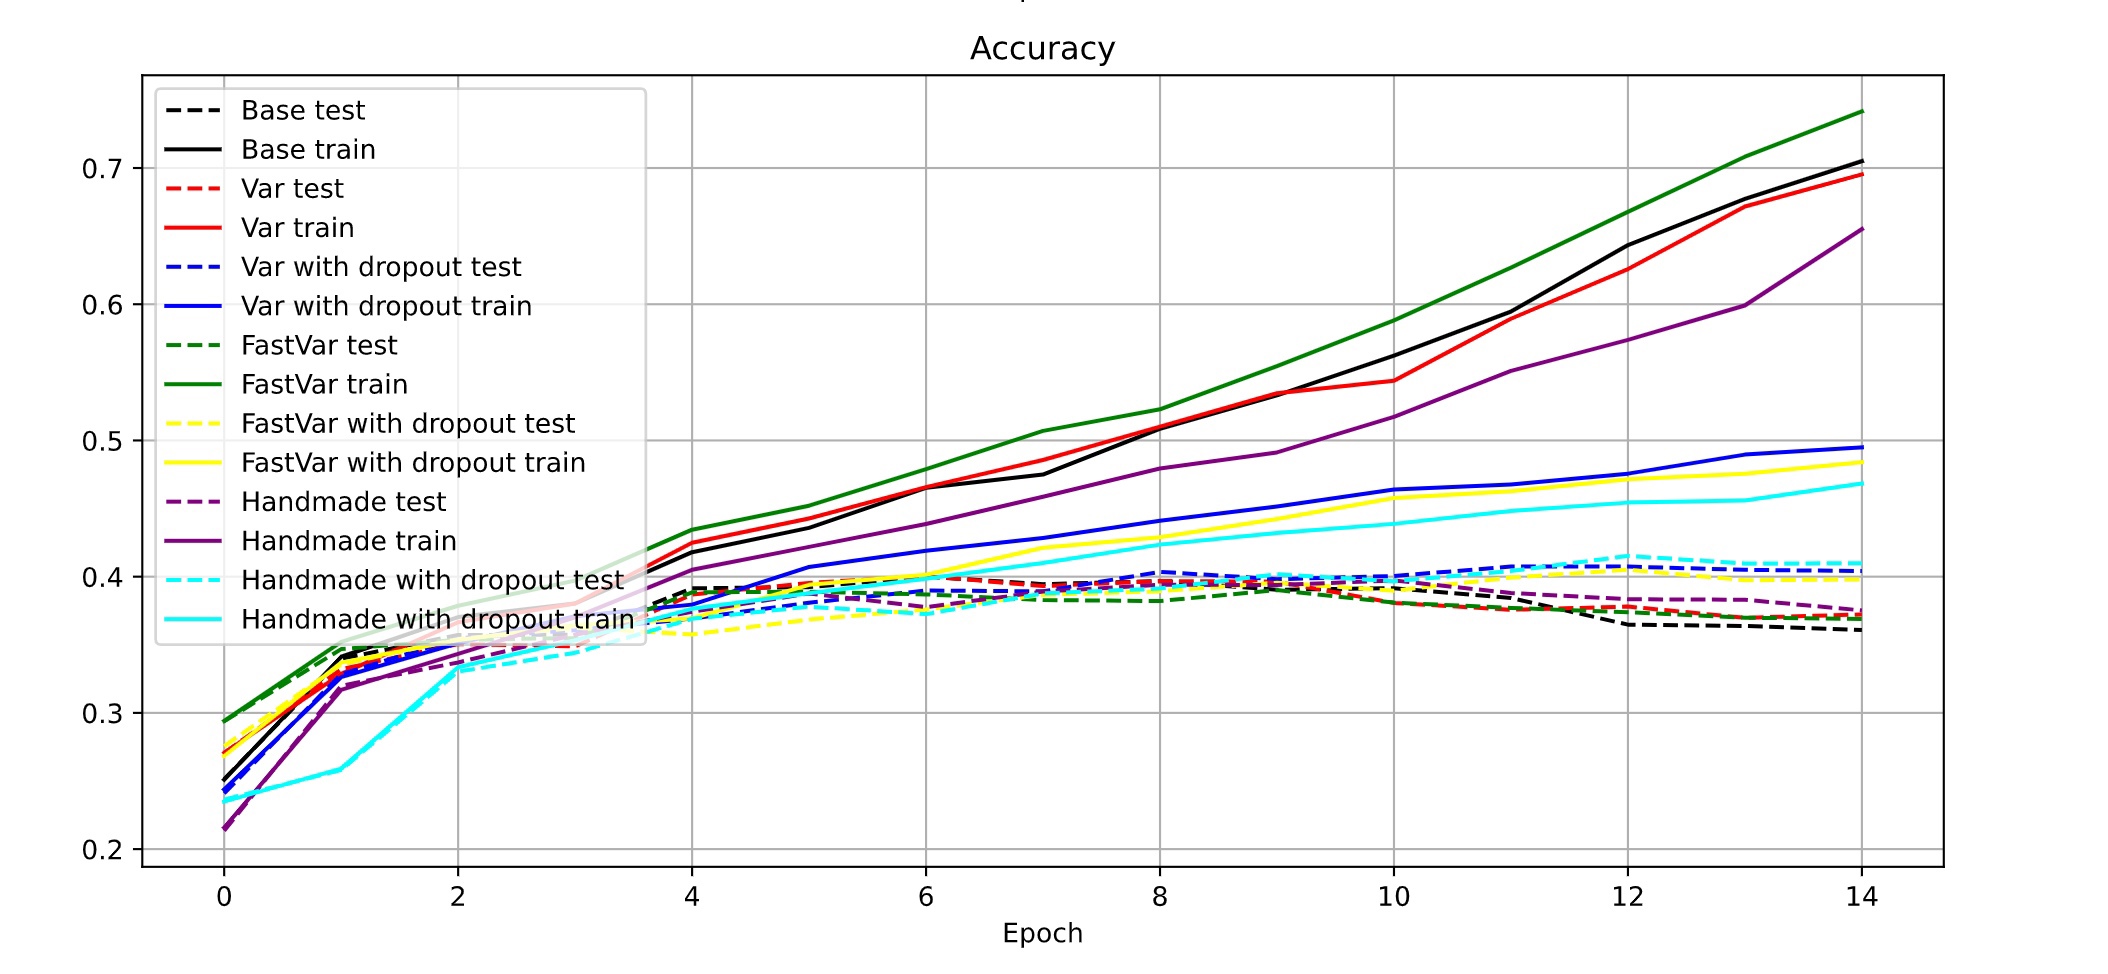 Accuracy
Base test
Base train
Var test
Var train
Var with dropout test
Var with dropout train
FastVar test
FastVar train
FastVar with dropout test
FastVar with dropout train
Handmade test
Handmade train
Handmade with dropout test
Handmade with dropout train
0.7
0.6
0.5
0.4
0.3
0.2
0 2 4 6 8 10 12 14
Epoch